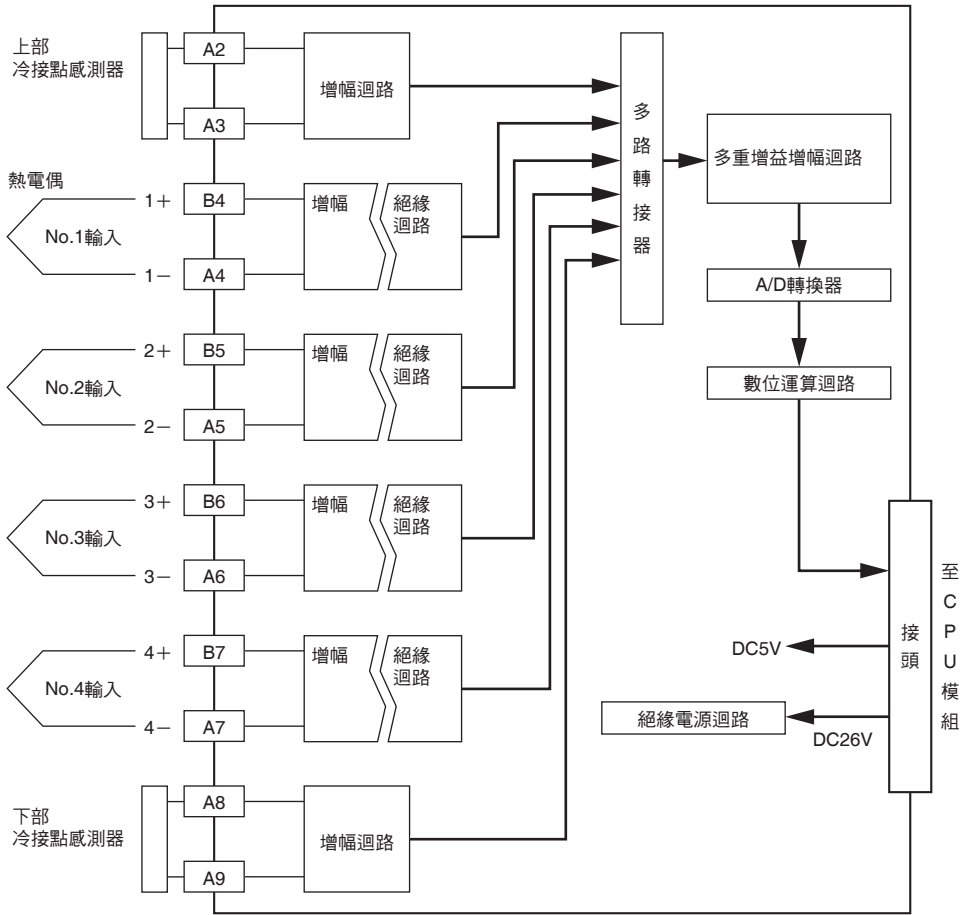 上部
冷接點感測器
A2
A3
增幅迴路
熱電偶
1+
B4
No.1輸入
1−
A4
增幅
絕緣
迴路
2+
B5
No.2輸入
2−
A5
增幅
絕緣
迴路
3+
B6
No.3輸入
3−
A6
增幅
絕緣
迴路
4+
B7
No.4輸入
4−
A7
增幅
絕緣
迴路
下部
冷接點感測器
A8
A9
增幅迴路
多路轉接器
多重增益增幅迴路
A/D轉換器
數位運算迴路
接頭
至CPU模組
DC5V
絕緣電源迴路
DC26V